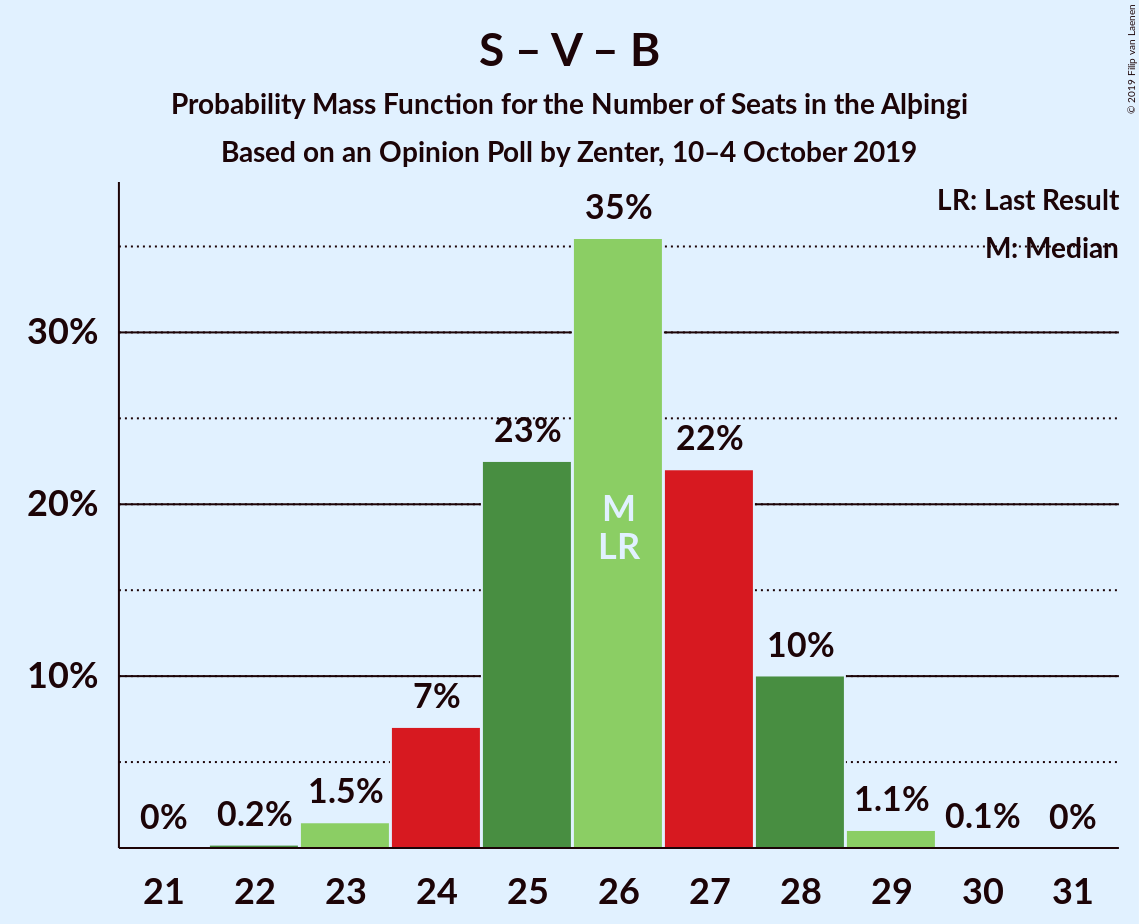 S – V – B
Probability Mass Function for the Number of Seats in the Alþingi
Based on an Opinion Poll by Zenter, 10–4 October 2019
© 2019 Filip van Laenen
LR: Last Result
M: Median
35%
30%
23%
22%
20%
M
LR
10%
10%
7%
1.5%
1.1%
0%
0.2%
0.1%
0%
21 22 23 24 25 26 27 28 29 30 31